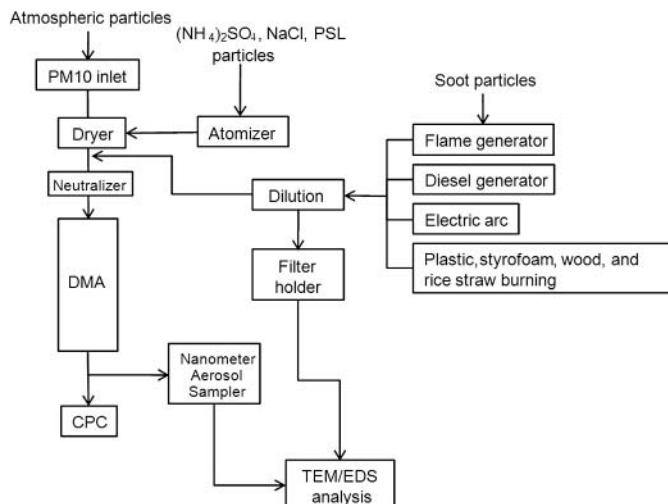 Atmospheric particles
(NH₄)₂SO₄, NaCl, PSL
particles
PM10 inlet
Soot particles
Dryer
Atomizer
Flame generator
Neutralizer
Diesel generator
Dilution
Electric arc
Plastic, styrofoam, wood, and
rice straw burning
DMA
Filter
holder
Nanometer
Aerosol
Sampler
CPC
TEM/EDS
analysis